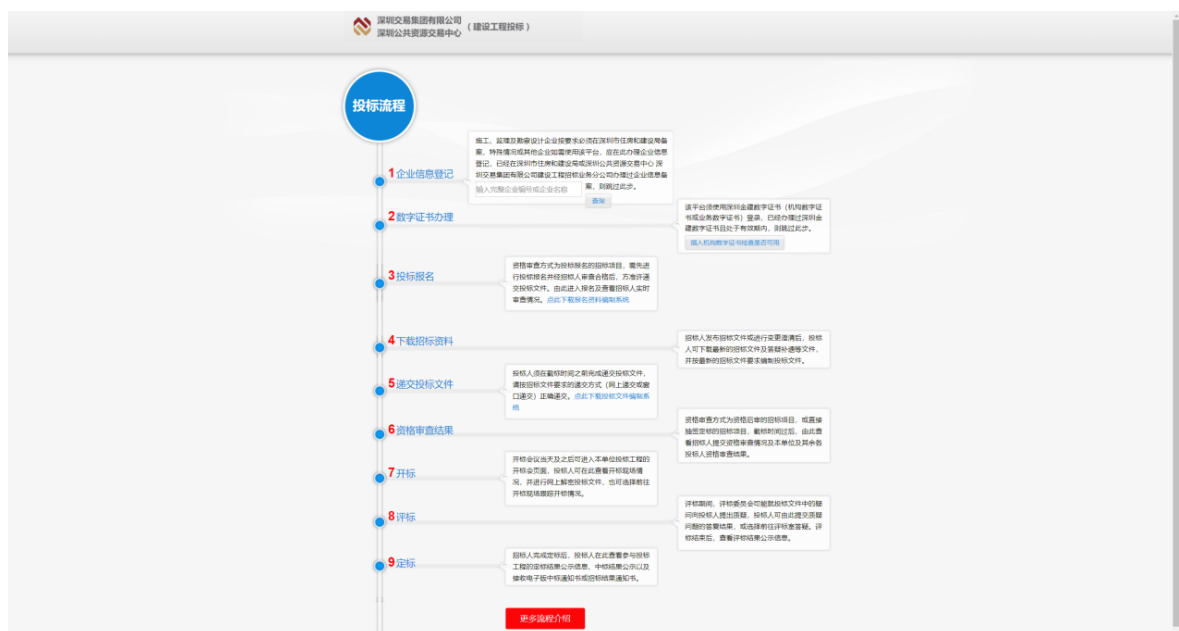 深圳交易集团有限公司
深圳公共资源交易中心
（建设工程投标）
投标流程
1 企业信息登记
施工、监理及勘察设计企业按要求必须在深圳市住房和建设局备
案，特殊情况或其他企业如需使用该平台，应在此办理企业信息
登记，已经在深圳市住房和建设局或深圳公共资源交易中心 深
圳交易集团有限公司建设工程招标业务分公司办理过企业信息备
案，则跳过此步。
输入完整企业编号或企业名称
查询
2 数字证书办理
该平台须使用深圳金建数字证书（机构数字证
书或业务数字证书）登录，已经办理过深圳金
建数字证书且处于有效期内，则跳过此步。
插入机构数字证书检查是否可用
3 投标报名
资格审查方式为投标报名的招标项目，需先进
行投标报名并经招标人审查合格后，方准许递
交投标文件。由此进入报名及查看招标人实时
审查情况。点此下载报名资料编制系统
4 下载招标资料
招标人发布招标文件或进行变更澄清后，投标
人可下载最新的招标文件及答疑补遗等文件，
并按最新的招标文件要求编制投标文件。
5 递交投标文件
投标人须在截标时间之前完成递交投标文件，
请按招标文件要求的递交方式（网上递交或窗
口递交）正确递交。点此下载投标文件编制系
统
6 资格审查结果
资格审查方式为资格后审的招标项目，或直接
抽签定标的招标项目，截标时间过后，由此查
看招标人提交资格审查情况及本单位及其余各
投标人资格审查结果。
7 开标
开标会议当天及之后可进入本单位投标工程的
开标会页面，投标人可在此查看开标现场情
况，并进行网上解密投标文件，也可选择前往
开标现场跟踪开标情况。
8 评标
评标期间，评标委员会可能就投标文件中的疑
问向投标人提出质疑，投标人可由此提交质疑
问题的答复结果，或选择前往评标室答疑。评
标结束后，查看评标结果公示信息。
9 定标
招标人完成定标后，投标人在此查看参与投标
工程的定标结果公示信息、中标结果公示以及
接收电子版中标通知书或招标结果通知书。
更多流程介绍